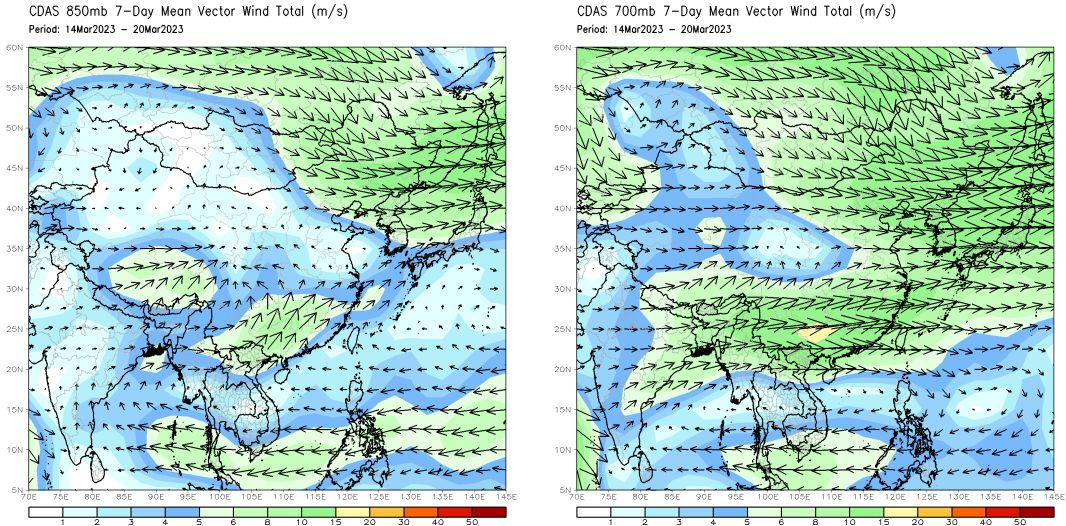 CDAS 850mb 7-Day Mean Vector Wind Total (m/s)
Period: 14Mar2023 - 20Mar2023
60N
55N
50N
45N
40N
35N
30N
25N
20N
15N
10N
5N
70E 75E 80E 85E 90E 95E 100E 105E 110E 115E 120E 125E 130E 135E 140E 145E
1 2 3 4 5 6 8 10 15 20 30 40 50
CDAS 700mb 7-Day Mean Vector Wind Total (m/s)
Period: 14Mar2023 - 20Mar2023
60N
55N
50N
45N
40N
35N
30N
25N
20N
15N
10N
5N
70E 75E 80E 85E 90E 95E 100E 105E 110E 115E 120E 125E 130E 135E 140E 145E
1 2 3 4 5 6 8 10 15 20 30 40 50